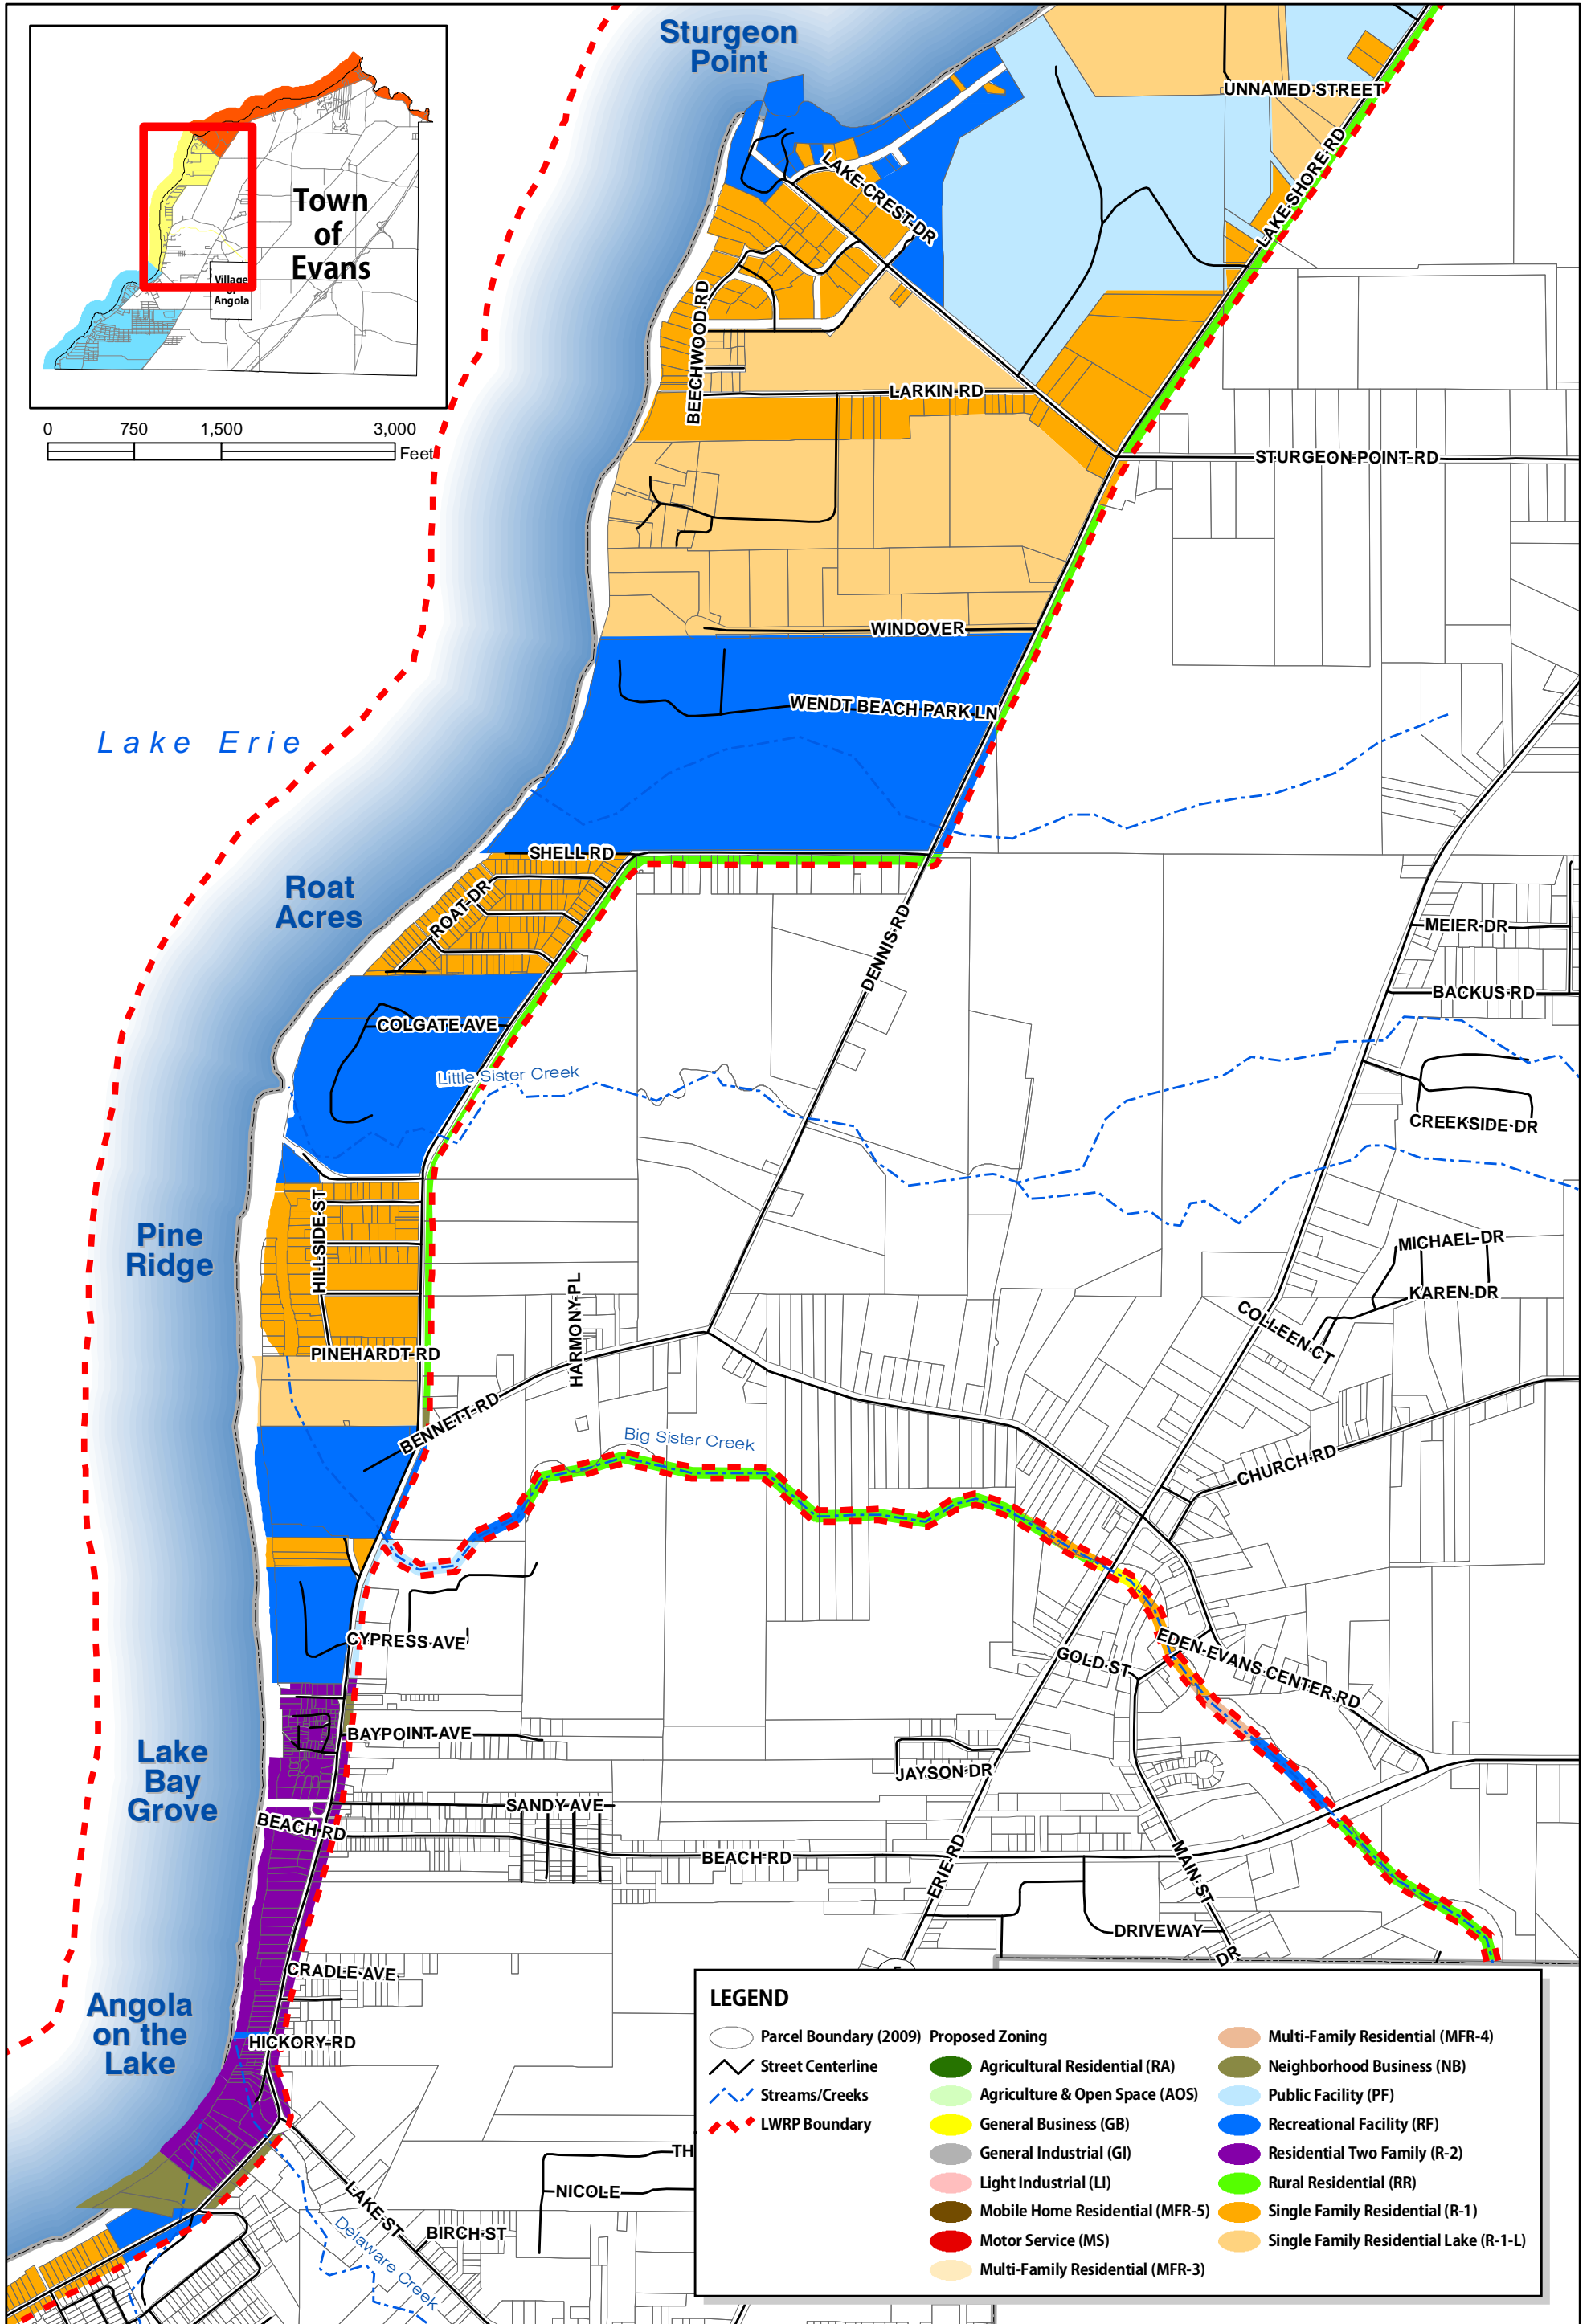 Sturgeon
Point
Town
of
Evans
Village
of
Angola
0
750
1,500
3,000
Feet
UNNAMED STREET
LAKE SHORE RD
LAKE CREST DR
BEECHWOOD RD
LARKIN RD
STURGEON POINT RD
WINDOVER
WENDT BEACH PARK LN
Lake Erie
SHELL RD
Roat
Acres
ROAT DR
DENNIS RD
MEIER DR
BACKUS RD
COLGATE AVE
Little Sister Creek
CREEKSIDE DR
HILLSIDE ST
Pine
Ridge
MICHAEL DR
KAREN DR
COLLEEN CT
HARMONY PL
PINEHARDT RD
BENNETT RD
Big Sister Creek
CHURCH RD
CYPRESS AVE
GOLD ST
EDEN-EVANS CENTER RD
BAYPOINT AVE
Lake
Bay
Grove
JAYSON DR
SANDY AVE
BEACH RD
BEACH RD
ERIE RD
MAIN ST
DRIVEWAY
DR
CRADLE AVE
Angola
on the
Lake
HICKORY RD
TH
NICOLE
LAKE ST
BIRCH ST
Delaware Creek
LEGEND
Parcel Boundary (2009)
Street Centerline
Streams/Creeks
LWRP Boundary
Proposed Zoning
Agricultural Residential (RA)
Agriculture & Open Space (AOS)
General Business (GB)
General Industrial (GI)
Light Industrial (LI)
Mobile Home Residential (MFR-5)
Motor Service (MS)
Multi-Family Residential (MFR-3)
Multi-Family Residential (MFR-4)
Neighborhood Business (NB)
Public Facility (PF)
Recreational Facility (RF)
Residential Two Family (R-2)
Rural Residential (RR)
Single Family Residential (R-1)
Single Family Residential Lake (R-1-L)